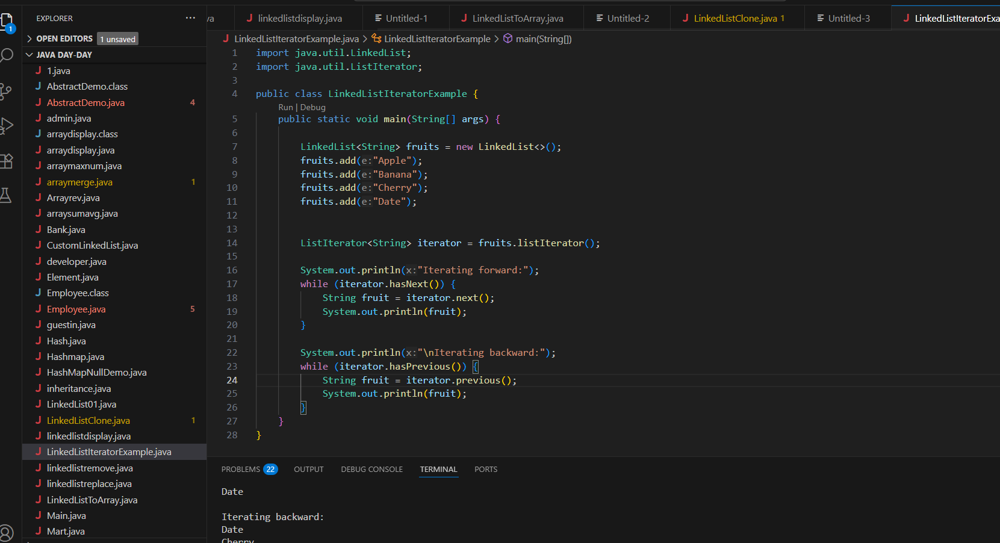 EXPLORER
1
OPEN EDITORS 1 unsaved
JAVA DAY-DAY
J 1.java
J AbstractDemo.class
J AbstractDemo.java 4
J admin.java
J arraydisplay.class
J arraydisplay.java
J arraymaxnum.java
J arraymerge.java 1
J Arrayrev.java
J arraysumavg.java
J Bank.java
J CustomLinkedList.java
J developer.java
J Element.java
J Employee.class
J Employee.java 5
J guestin.java
J Hash.java
J Hashmap.java
J HashMapNullDemo.java
J inheritance.java
J LinkedList01.java
J LinkedListClone.java 1
J linkedlistdisplay.java
J LinkedListIteratorExample.java
J linkedlistremove.java
J linkedlistreplace.java
J LinkedListToArray.java
J Main.java
J Mart.java
va J linkedlistdisplay.java Untitled-1 J LinkedListToArray.java Untitled-2 J LinkedListClone.java 1 Untitled-3 J LinkedListIteratorExa
J LinkedListIteratorExample.java > LinkedListIteratorExample > main(String[])
1 import java.util.LinkedList;
2 import java.util.ListIterator;
3
4 public class LinkedListIteratorExample {
Run | Debug
5 public static void main(String[] args) {
6
7 LinkedList<String> fruits = new LinkedList<>();
8 fruits.add(e:"Apple");
9 fruits.add(e:"Banana");
10 fruits.add(e:"Cherry");
11 fruits.add(e:"Date");
12
13
14 ListIterator<String> iterator = fruits.listIterator();
15
16 System.out.println(x:"Iterating forward:");
17 while (iterator.hasNext()) {
18 String fruit = iterator.next();
19 System.out.println(fruit);
20 }
21
22 System.out.println(x:"\nIterating backward:");
23 while (iterator.hasPrevious()) {
24 String fruit = iterator.previous();
25 System.out.println(fruit);
26 }
27 }
28 }
PROBLEMS 22 OUTPUT DEBUG CONSOLE TERMINAL PORTS
Date
Iterating backward:
Date
Cherry